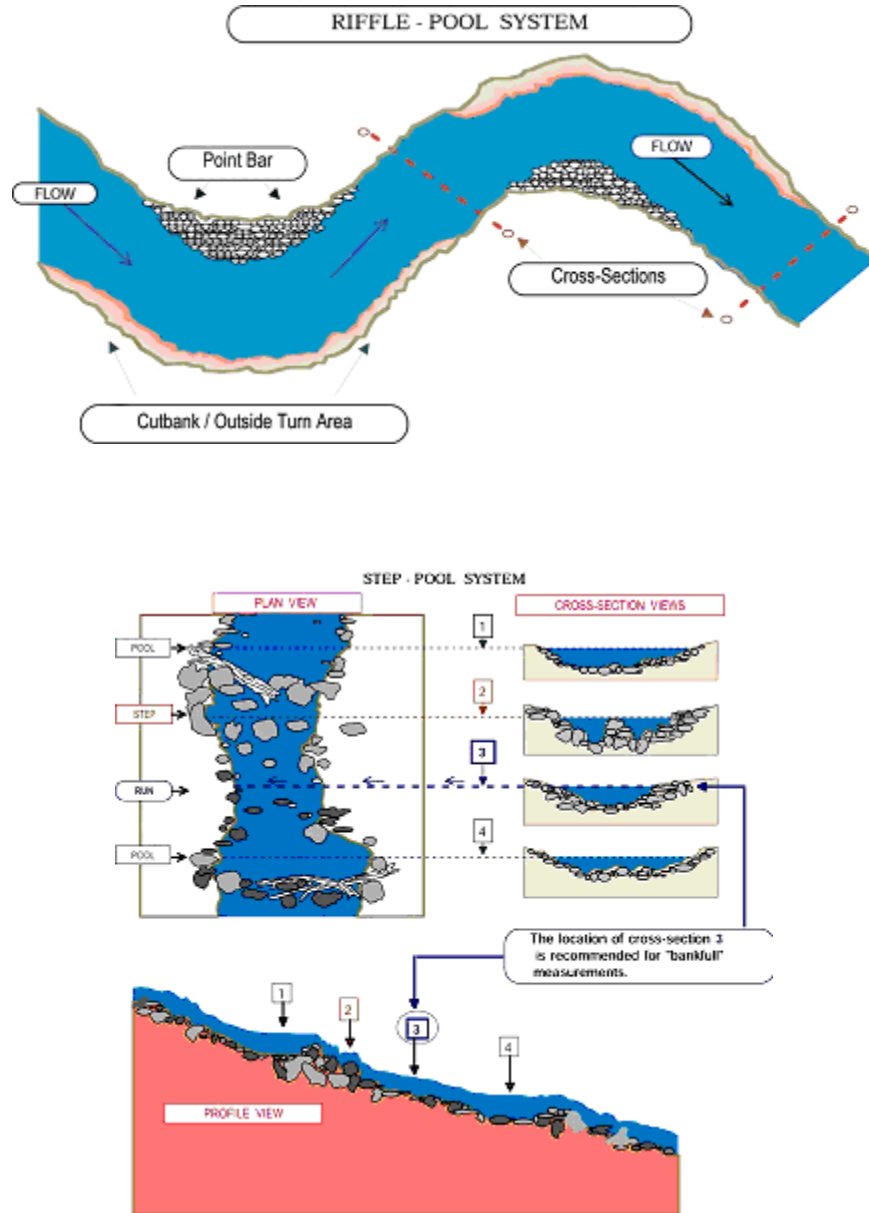 RIFFLE - POOL SYSTEM
Point Bar
FLOW
FLOW
Cross-Sections
Cutbank / Outside Turn Area
STEP - POOL SYSTEM
PLAN VIEW
CROSS-SECTION VIEWS
1
POOL
2
STEP
3
RUN
4
POOL
The location of cross-section 3
is recommended for "bankfull"
measurements.
1
2
3
4
PROFILE VIEW